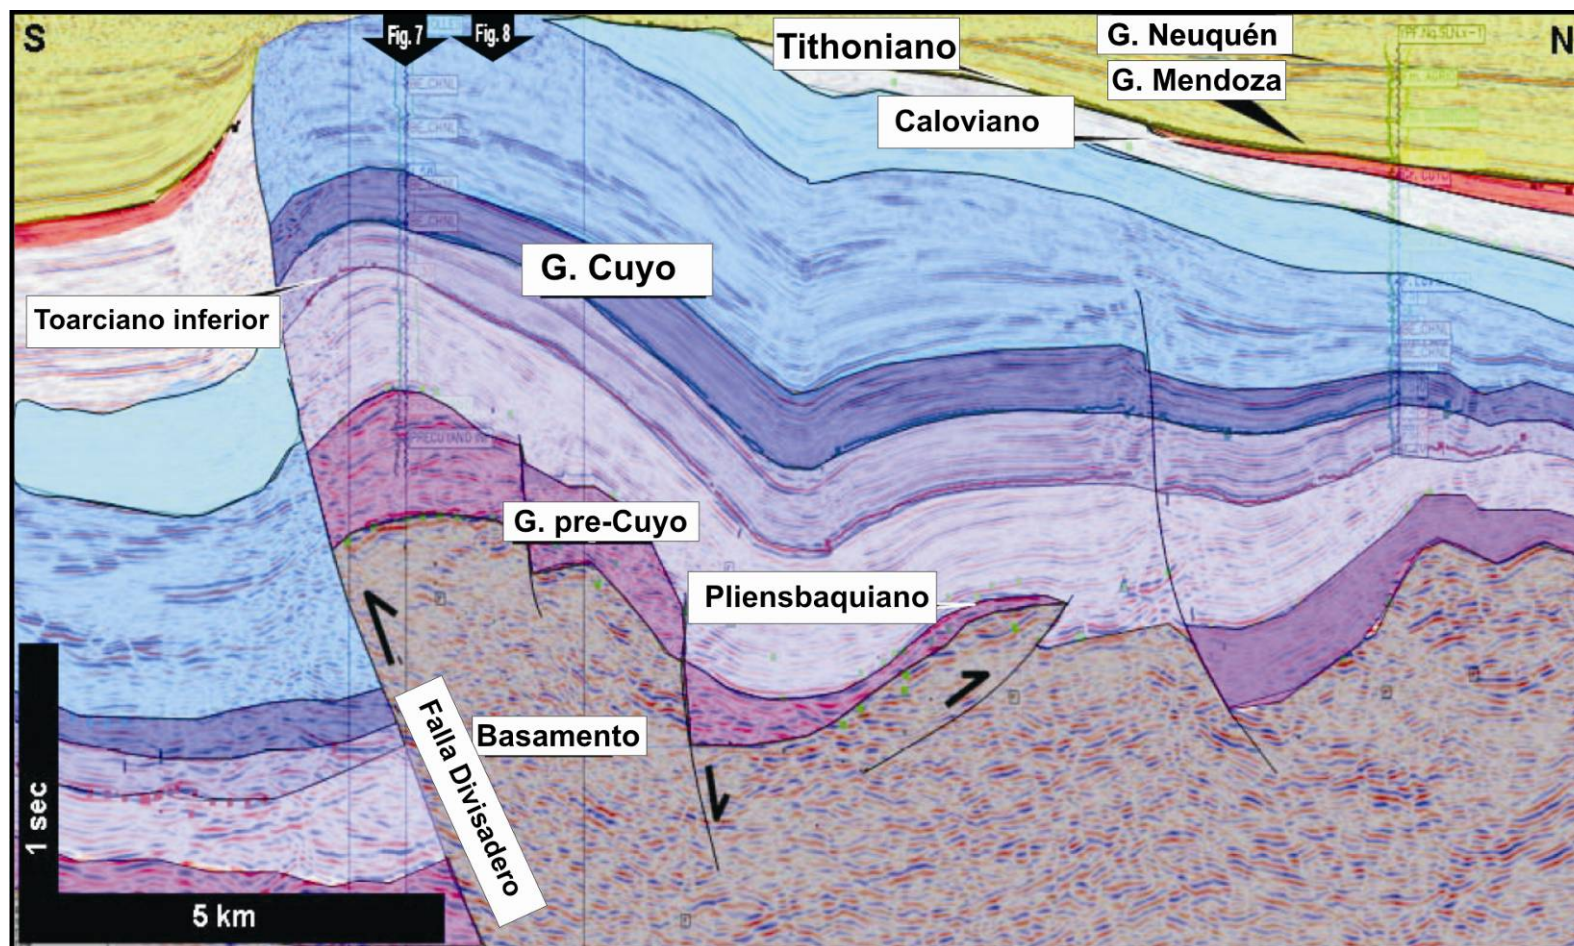 S
Fig. 7
Fig. 8
Tithoniano
G. Neuquén
G. Mendoza
N
Caloviano
G. Cuyo
Toarciano inferior
G. pre-Cuyo
Pliensbaquiano
Basamento
Falla Divisadero
1 sec
5 km